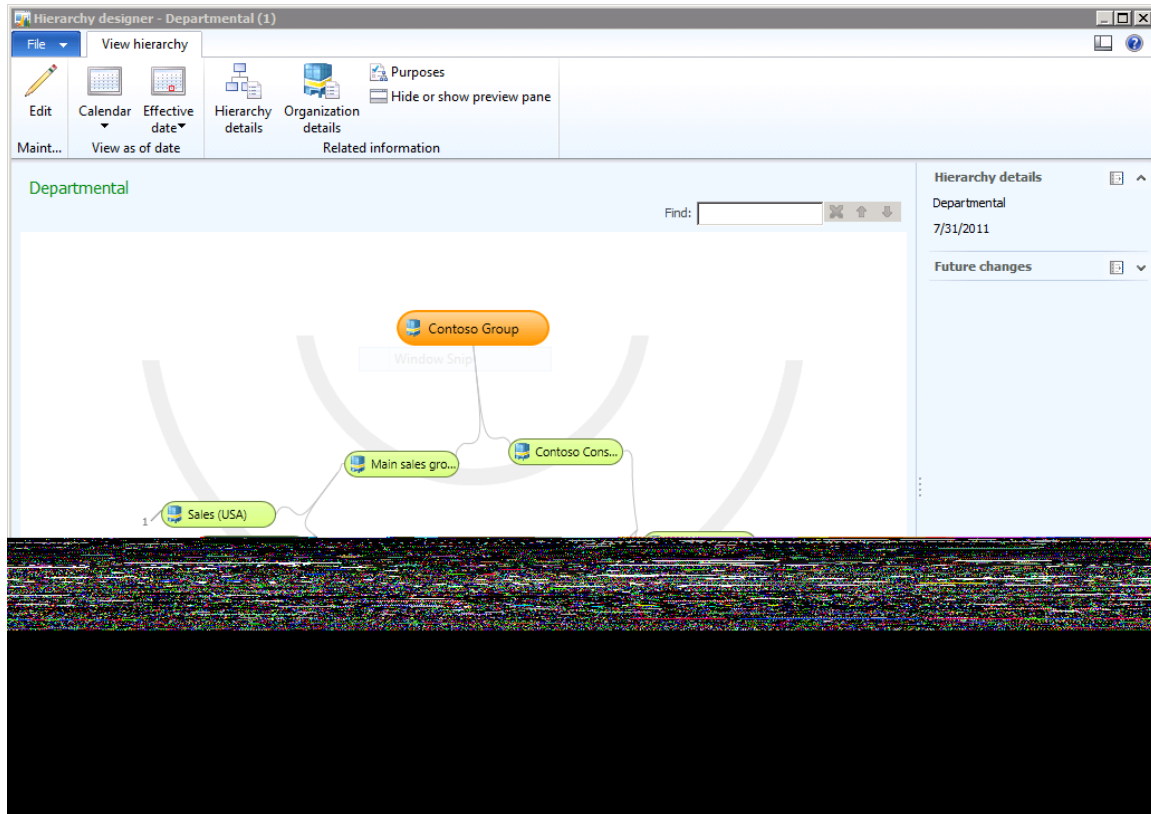 Hierarchy designer - Departmental (1)
File
View hierarchy
Edit
Calendar
Effective date
Hierarchy details
Organization details
Purposes
Hide or show preview pane
Maint...
View as of date
Related information
Departmental
Find:
Hierarchy details
Departmental
7/31/2011
Future changes
Contoso Group
Window Snip
Main sales gro...
Contoso Cons...
1
Sales (USA)